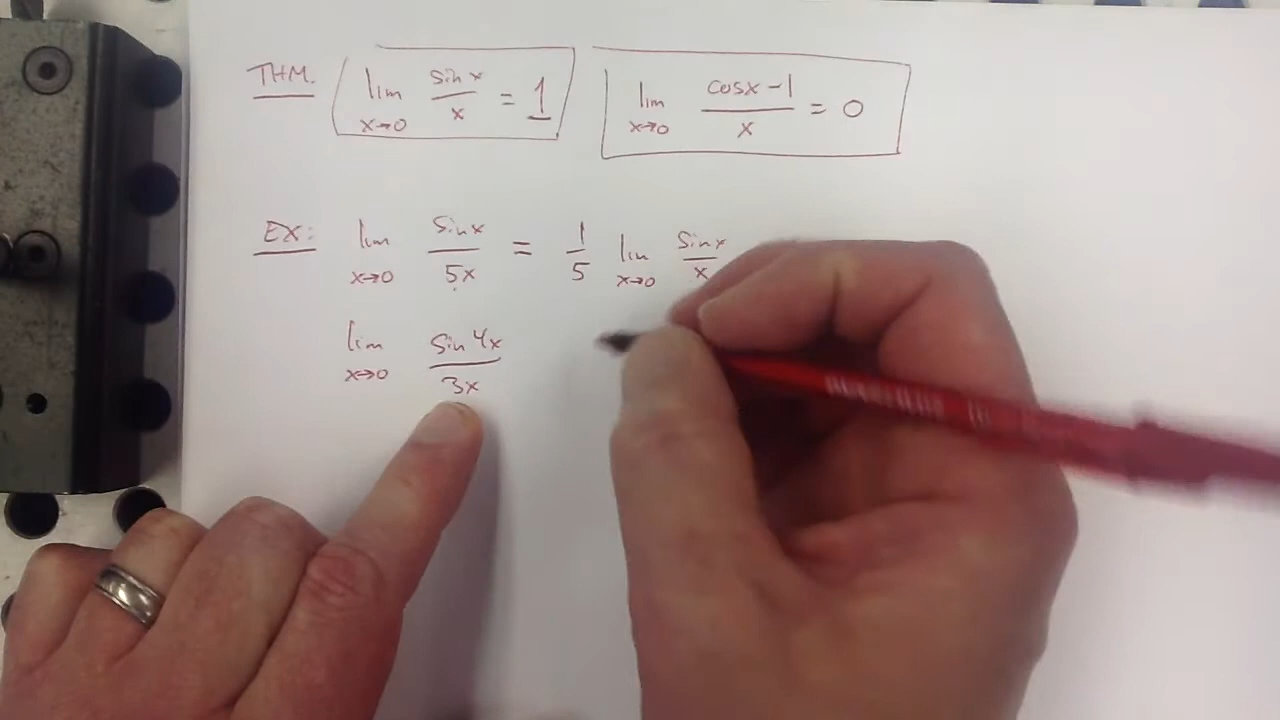 THM. lim x→0 sin x / x = 1 lim x→0 cos x - 1 / x = 0
EX: lim x→0 sin x / 5x = 1/5 lim x→0 sin x / x
lim x→0 sin 4x / 3x